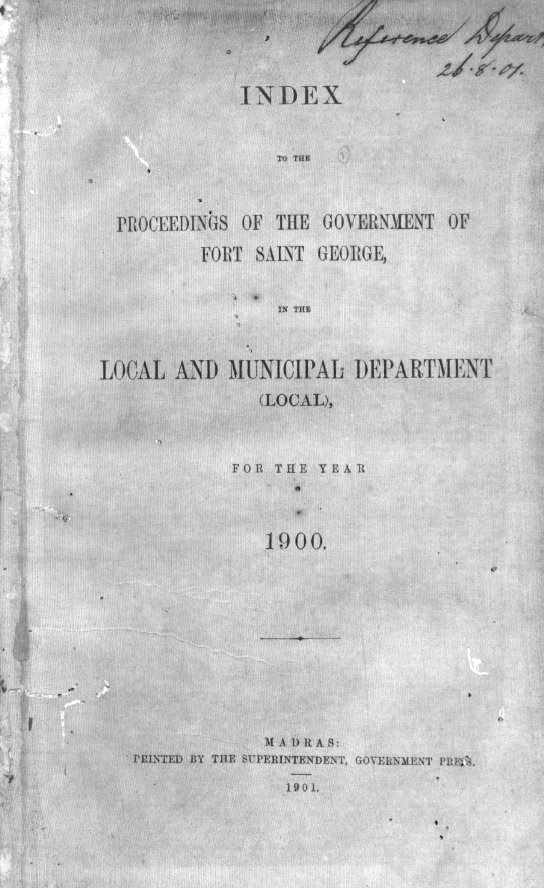 Reference Depart
26.8.01.
INDEX
TO THE
PROCEEDINGS OF THE GOVERNMENT OF
FORT SAINT GEORGE,
IN THE
LOCAL AND MUNICIPAL DEPARTMENT
(LOCAL),
FOR THE YEAR
1900.
MADRAS:
PRINTED BY THE SUPERINTENDENT, GOVERNMENT PRESS.
1901.